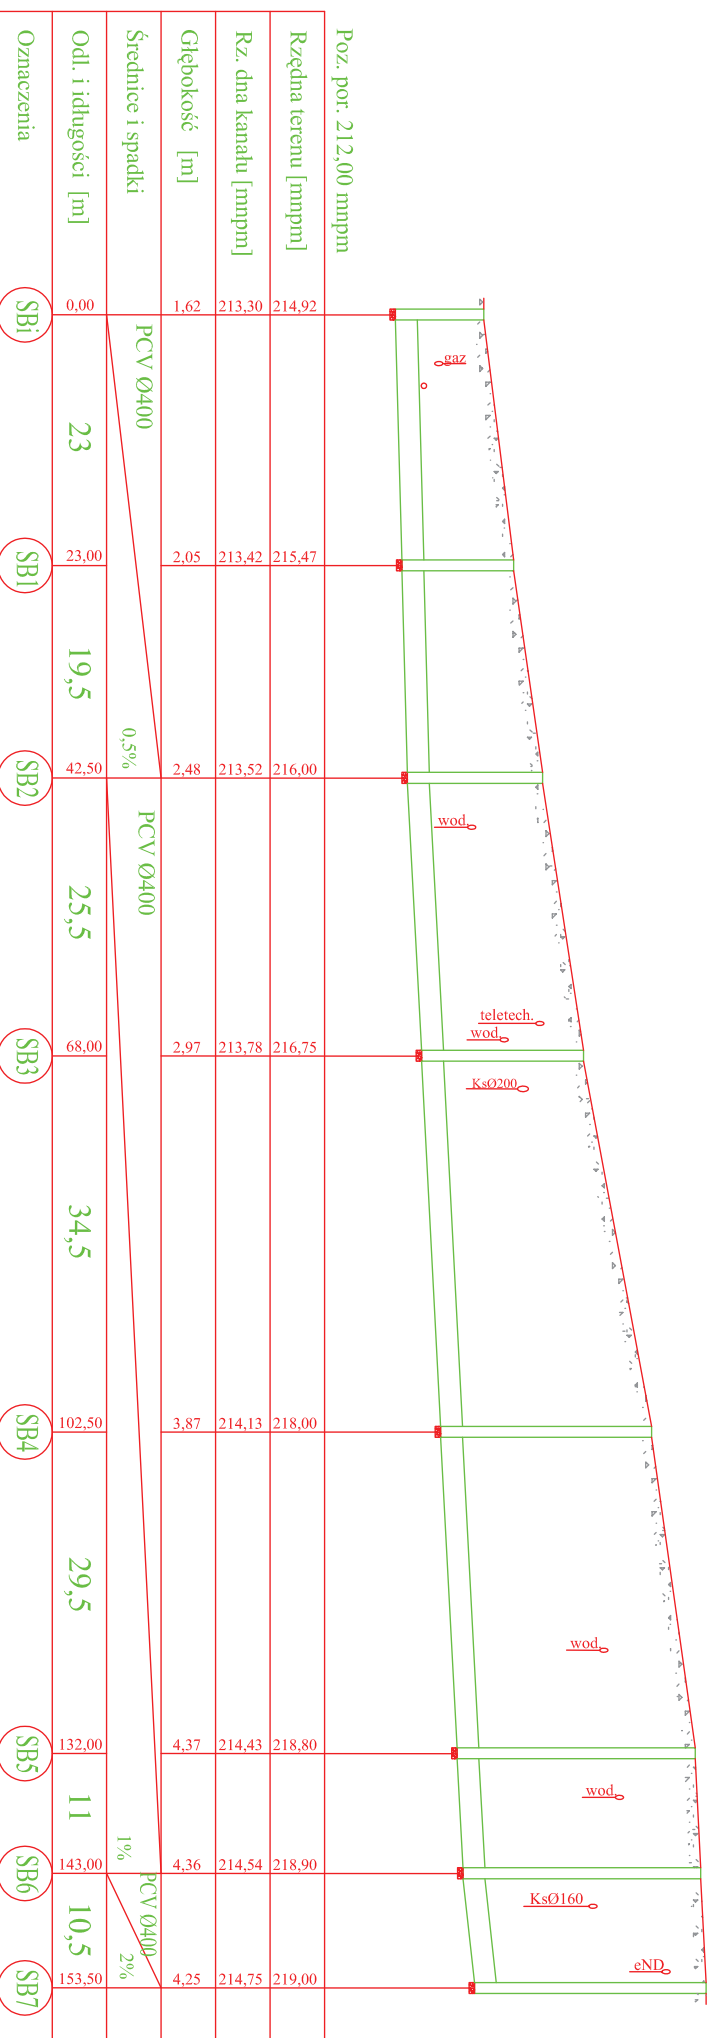 Poz. por. 212,00 mnpm
Rzędna terenu [mnpm]
214,92 215,47 216,00 216,75 218,00 218,80 218,90 219,00
Rz. dna kanału [mnpm]
213,30 213,42 213,52 213,78 214,13 214,43 214,54 214,75
Głębokość [m]
1,62 2,05 2,48 2,97 3,87 4,37 4,36 4,25
Średnice i spadki
PCV Ø400 0,5% PCV Ø400 1% PCV Ø400 2%
Odl. i idługości [m]
0,00 23 23,00 19,5 42,50 25,5 68,00 34,5 102,50 29,5 132,00 11 143,00 10,5 153,50
Oznaczenia
SBi SB1 SB2 SB3 SB4 SB5 SB6 SB7
gaz
wod.
teletech.
wod.
KsØ200
wod.
wod.
KsØ160
eND